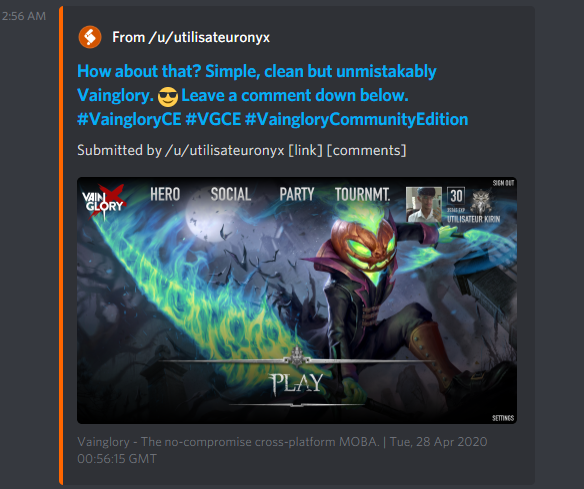 2:56 AM
From /u/utilisateuronyx
How about that? Simple, clean but unmistakably
Vainglory. 😎 Leave a comment down below.
#VaingloryCE #VGCE #VaingloryCommunityEdition
Submitted by /u/utilisateuronyx [link] [comments]
SIGN OUT
VAIN GLORY
HERO SOCIAL PARTY TOURNMT.
30
UTILISATEUR KIRIN
PLAY
SETTINGS
Vainglory - The no-compromise cross-platform MOBA. | Tue, 28 Apr 2020
00:56:15 GMT